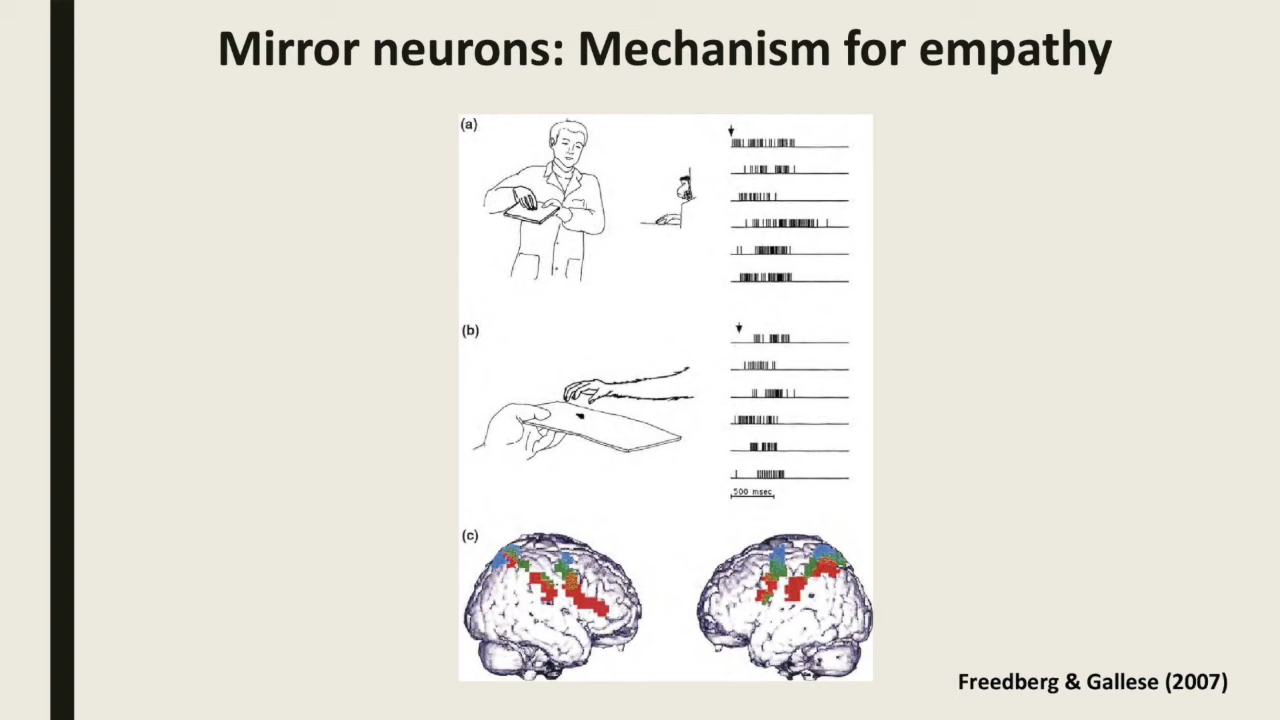 Mirror neurons: Mechanism for empathy
(a)
(b)
500 msec
(c)
Freedberg & Gallese (2007)